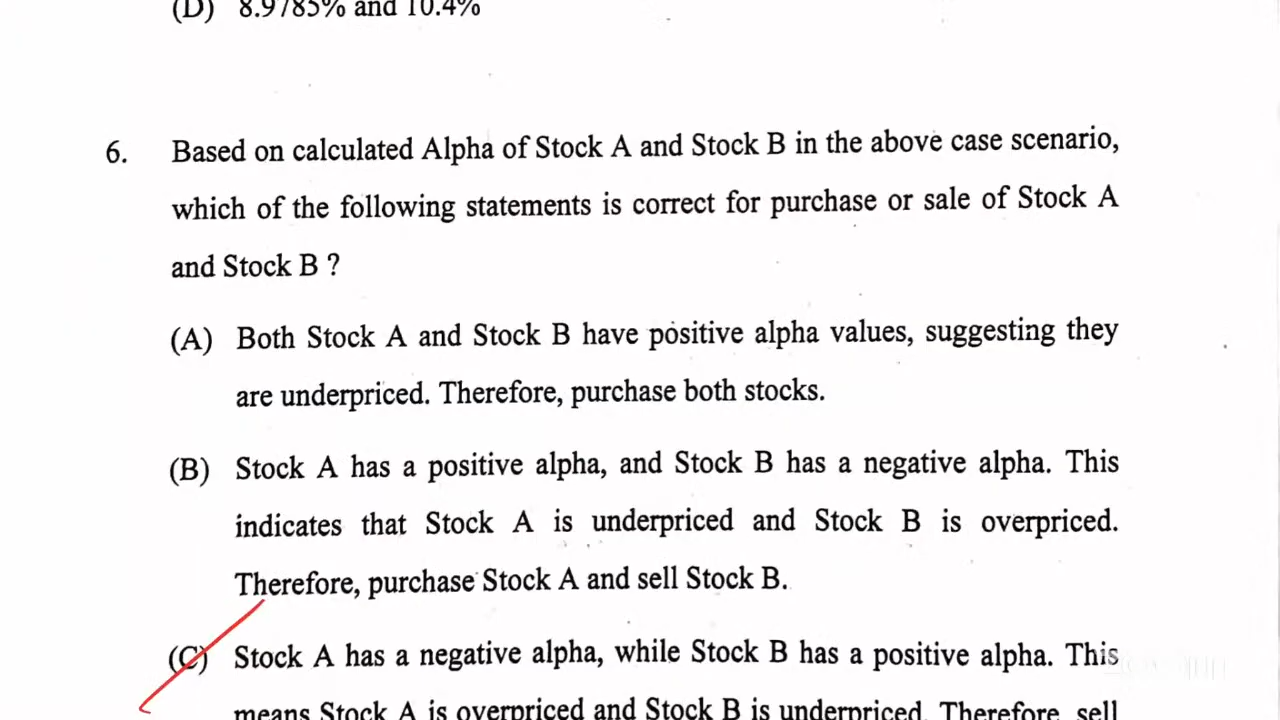 (D) 8.9785% and 10.4%
6. Based on calculated Alpha of Stock A and Stock B in the above case scenario,
which of the following statements is correct for purchase or sale of Stock A
and Stock B ?
(A) Both Stock A and Stock B have positive alpha values, suggesting they
are underpriced. Therefore, purchase both stocks.
(B) Stock A has a positive alpha, and Stock B has a negative alpha. This
indicates that Stock A is underpriced and Stock B is overpriced.
Therefore, purchase Stock A and sell Stock B.
(C) Stock A has a negative alpha, while Stock B has a positive alpha. This
means Stock A is overpriced and Stock B is underpriced. Therefore, sell